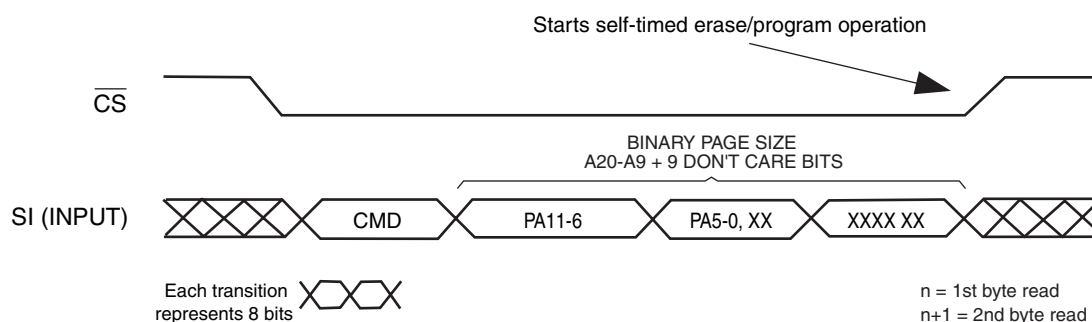 Starts self-timed erase/program operation
CS
BINARY PAGE SIZE
A20-A9 + 9 DON'T CARE BITS
SI (INPUT)
CMD
PA11-6
PA5-0, XX
XXXX XX
Each transition
represents 8 bits
n = 1st byte read
n+1 = 2nd byte read